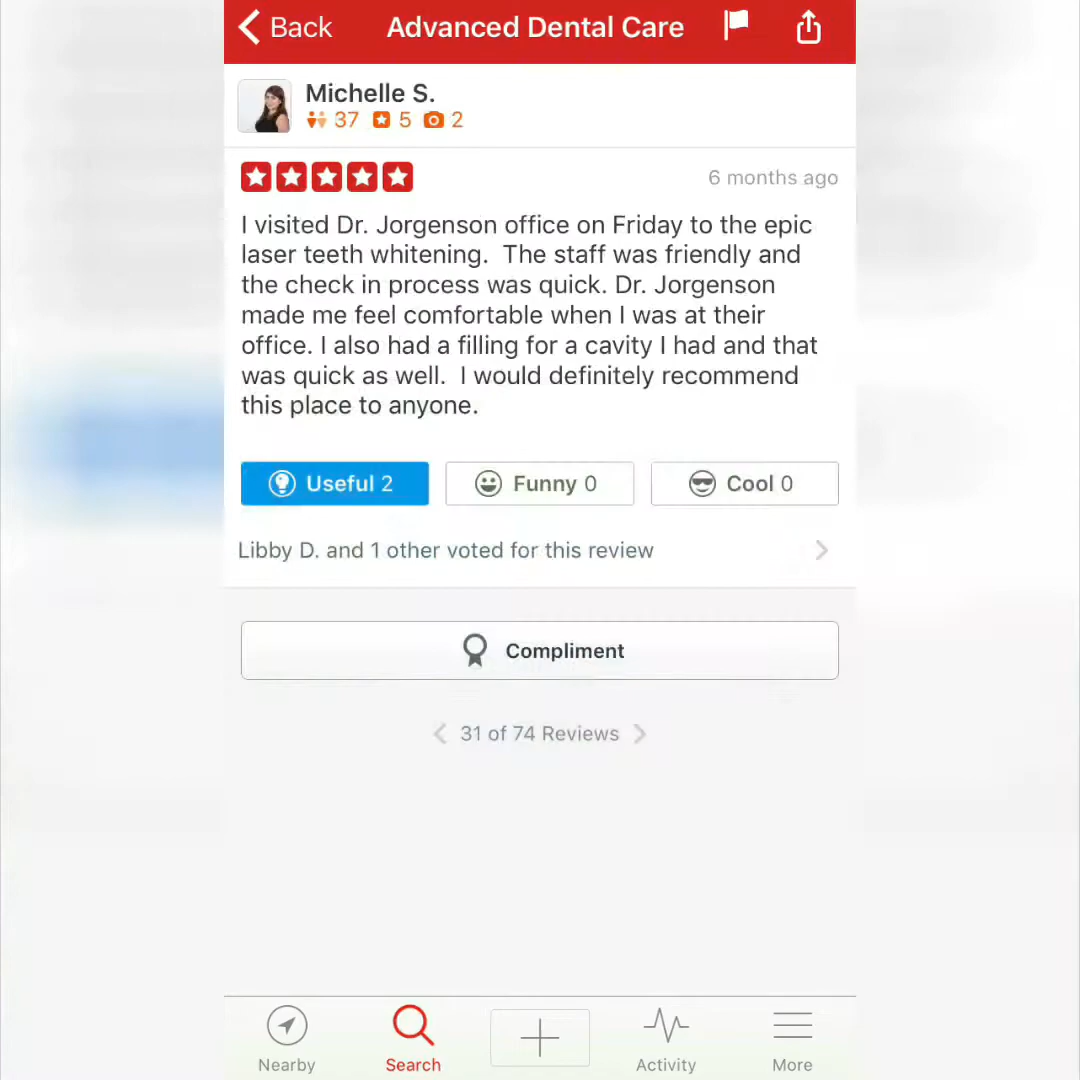 Back Advanced Dental Care
Michelle S.
37 5 2
6 months ago
I visited Dr. Jorgenson office on Friday to the epic
laser teeth whitening.  The staff was friendly and
the check in process was quick. Dr. Jorgenson
made me feel comfortable when I was at their
office. I also had a filling for a cavity I had and that
was quick as well.  I would definitely recommend
this place to anyone.
Useful 2 Funny 0 Cool 0
Libby D. and 1 other voted for this review
Compliment
31 of 74 Reviews
Nearby Search Activity More